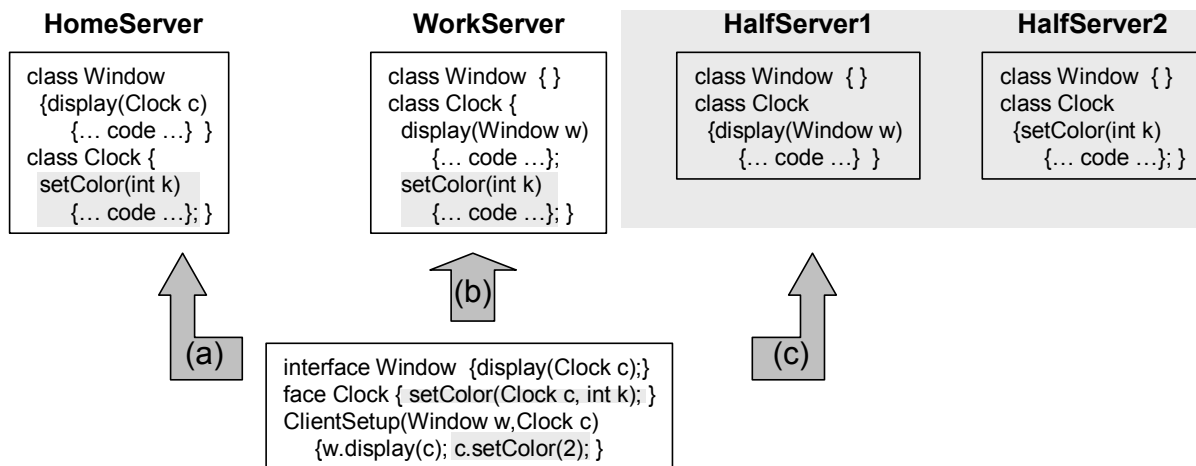 HomeServer
class Window
{display(Clock c)
{… code …} }
class Clock {
setColor(int k)
{… code …}; }
WorkServer
class Window { }
class Clock {
display(Window w)
{… code …};
setColor(int k)
{… code …}; }
HalfServer1
class Window { }
class Clock
{display(Window w)
{… code …} }
HalfServer2
class Window { }
class Clock
{setColor(int k)
{… code …}; }
(a)
(b)
(c)
interface Window {display(Clock c);}
face Clock { setColor(Clock c, int k); }
ClientSetup(Window w,Clock c)
{w.display(c); c.setColor(2); }